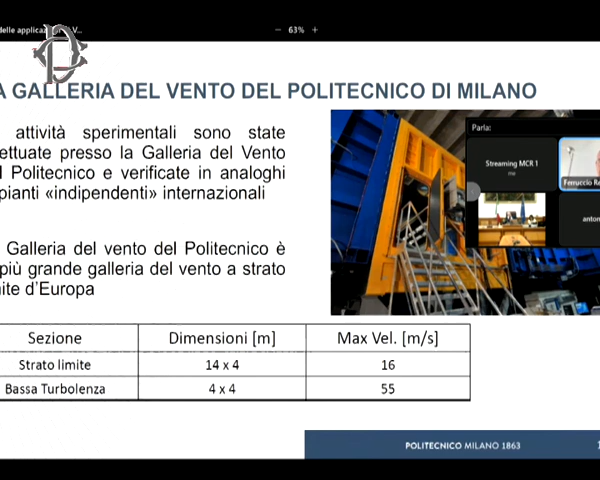 delle applicaz
V...
63%
A GALLERIA DEL VENTO DEL POLITECNICO DI MILANO
attività sperimentali sono state
ettuate presso la Galleria del Vento
l Politecnico e verificate in analoghi
pianti «indipendenti» internazionali
Galleria del vento del Politecnico è
più grande galleria del vento a strato
ite d'Europa
Parla:
Streaming MCR 1
me
Ferruccio Re
anton
Sezione Dimensioni [m] Max Vel. [m/s]
Strato limite 14 x 4 16
Bassa Turbolenza 4 x 4 55
POLITECNICO MILANO 1863